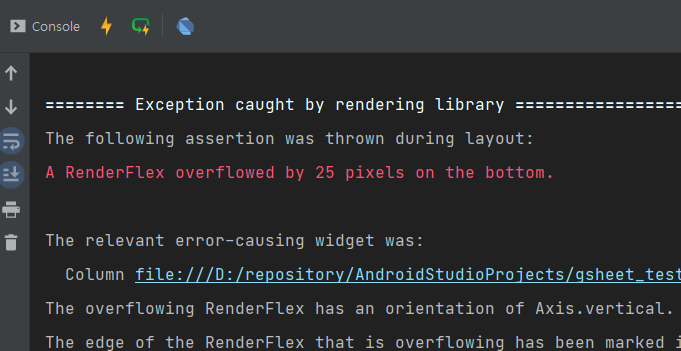 Console
======== Exception caught by rendering library =================
The following assertion was thrown during layout:
A RenderFlex overflowed by 25 pixels on the bottom.
The relevant error-causing widget was:
Column file:///D:/repository/AndroidStudioProjects/gsheet_test
The overflowing RenderFlex has an orientation of Axis.vertical.
The edge of the RenderFlex that is overflowing has been marked i